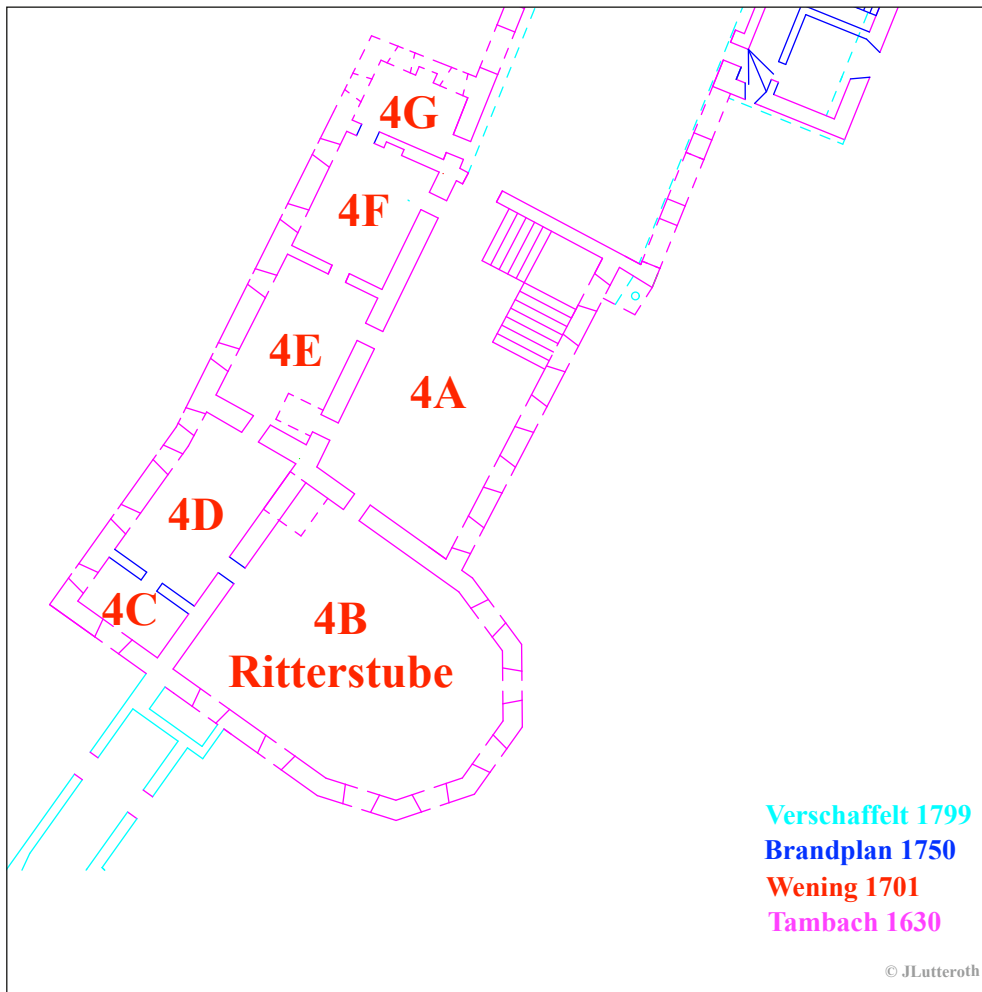 4G
4F
4E
4A
4D
4C
4B
Ritterstube
Verschaffelt 1799
Brandplan 1750
Wening 1701
Tambach 1630
© JLutteroth